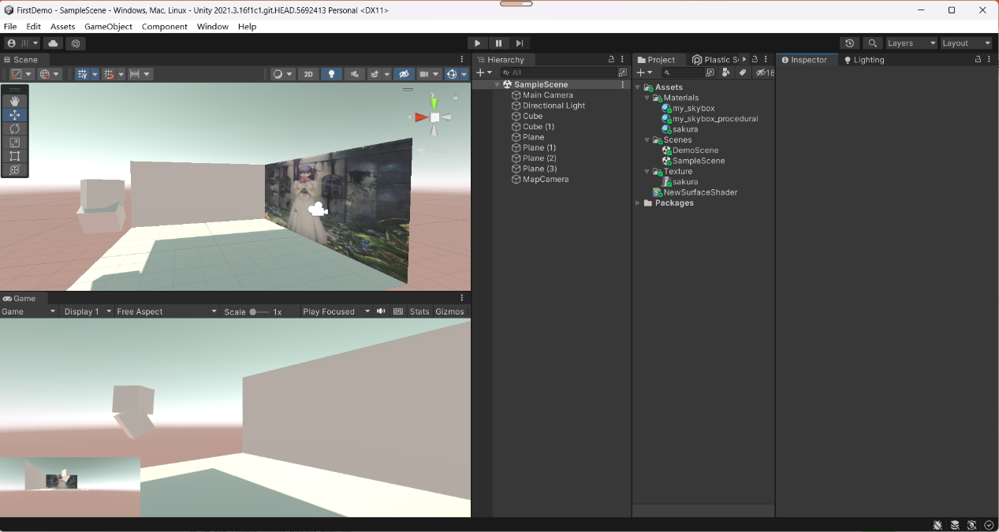 FirstDemo - SampleScene - Windows, Mac, Linux - Unity 2021.3.16f1c1.git.HEAD.5692413 Personal <DX11>
File Edit Assets GameObject Component Window Help
Layers Layout
Scene
2D
y
x
Game
Game Display 1 Free Aspect Scale 1x Play Focused Stats Gizmos
Hierarchy
All
SampleScene
Main Camera
Directional Light
Cube
Cube (1)
Plane
Plane (1)
Plane (2)
Plane (3)
MapCamera
Project Plastic S
16
Assets
Materials
my_skybox
my_skybox_procedural
sakura
Scenes
DemoScene
SampleScene
Texture
sakura
NewSurfaceShader
Packages
Inspector Lighting